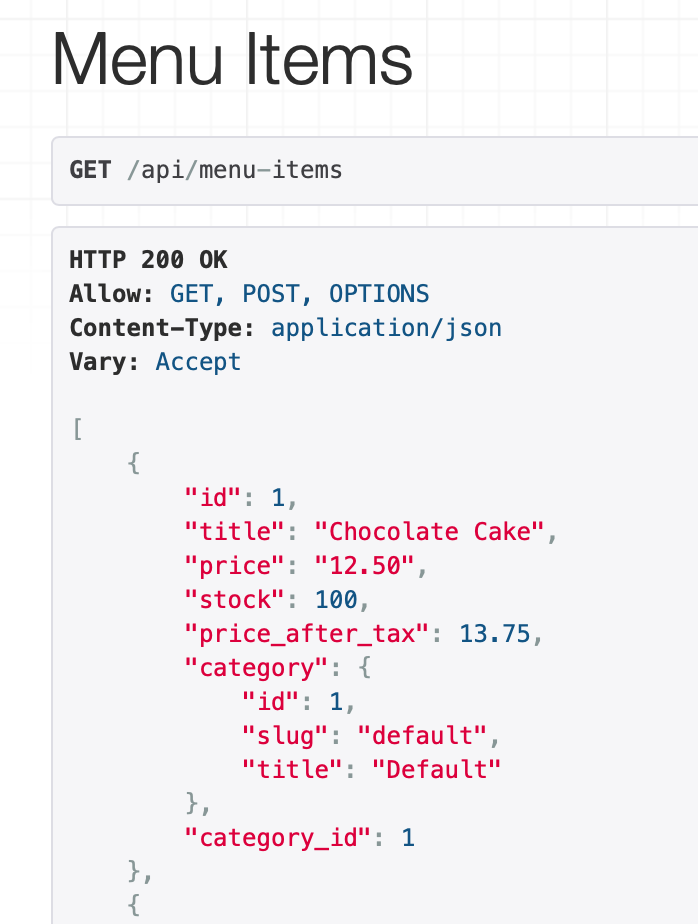 Menu Items
GET /api/menu-items
HTTP 200 OK
Allow: GET, POST, OPTIONS
Content-Type: application/json
Vary: Accept
[
    {
        "id": 1,
        "title": "Chocolate Cake",
        "price": "12.50",
        "stock": 100,
        "price_after_tax": 13.75,
        "category": {
            "id": 1,
            "slug": "default",
            "title": "Default"
        },
        "category_id": 1
    },
    {